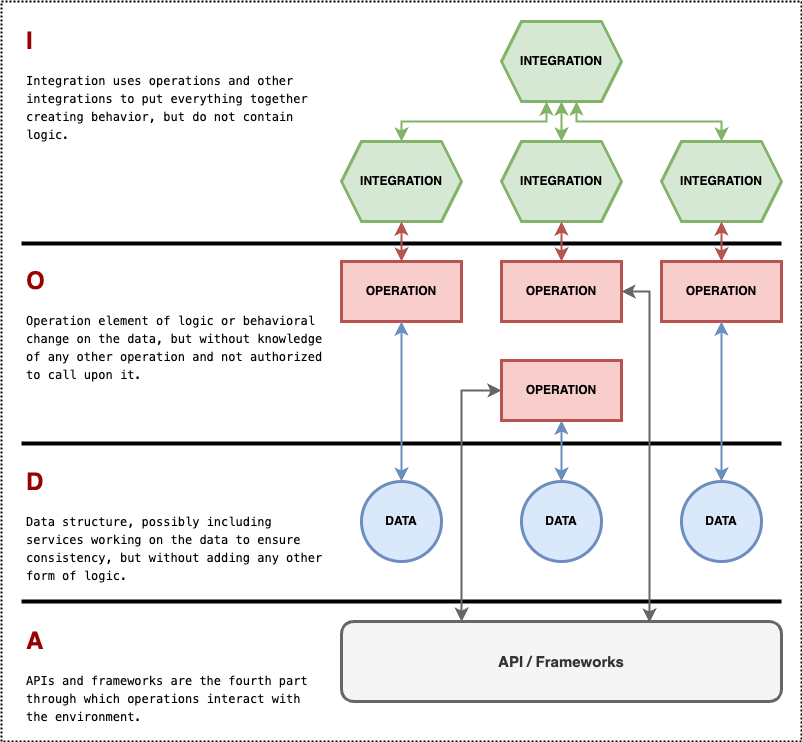 I
Integration uses operations and other
integrations to put everything together
creating behavior, but do not contain
logic.
INTEGRATION
INTEGRATION
INTEGRATION
INTEGRATION
O
Operation element of logic or behavioral
change on the data, but without knowledge
of any other operation and not authorized
to call upon it.
OPERATION
OPERATION
OPERATION
OPERATION
D
Data structure, possibly including
services working on the data to ensure
consistency, but without adding any other
form of logic.
DATA
DATA
DATA
A
APIs and frameworks are the fourth part
through which operations interact with
the environment.
API / Frameworks